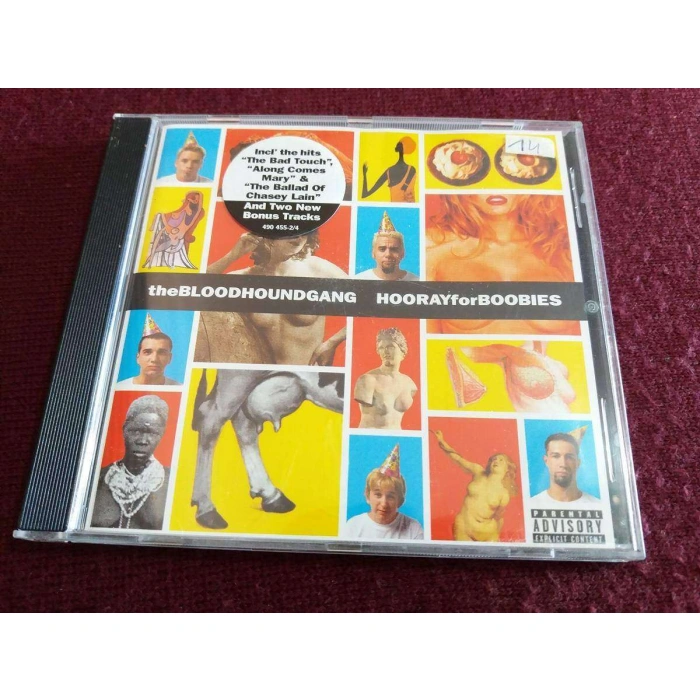 Incl' the hits
"The Bad Touch",
"Along Comes
Mary" &
"The Ballad Of
Chasey Lain"
And Two New
Bonus Tracks
490 455-2/4
14
theBLOODHOUNDGANG HOORAYforBOOBIES
PARENTAL
ADVISORY
EXPLICIT CONTENT